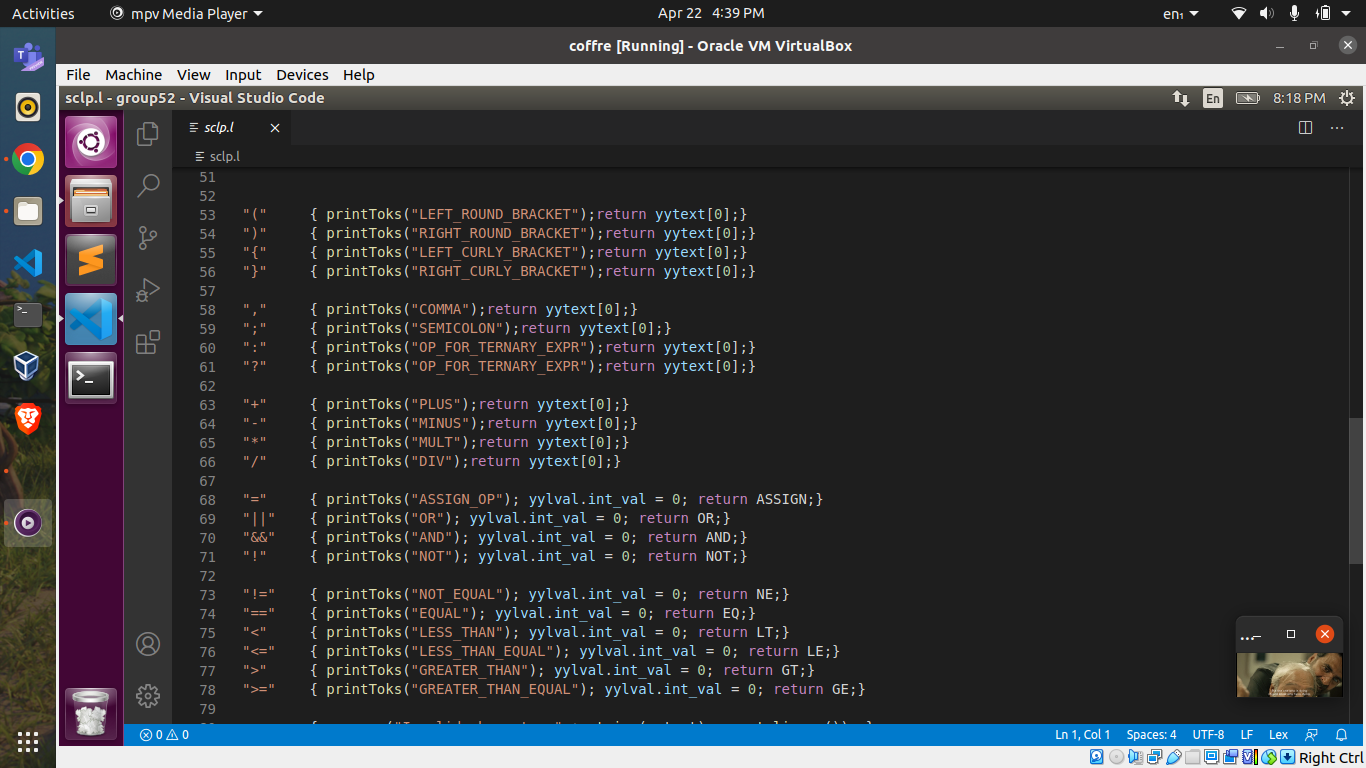 Activities mpv Media Player Apr 22 4:39 PM en₁
coffre [Running] - Oracle VM VirtualBox
File Machine View Input Devices Help
sclp.l - group52 - Visual Studio Code En 8:18 PM
sclp.l
sclp.l
51
52
53 "(" { printToks("LEFT_ROUND_BRACKET");return yytext[0];}
54 ")" { printToks("RIGHT_ROUND_BRACKET");return yytext[0];}
55 "{" { printToks("LEFT_CURLY_BRACKET");return yytext[0];}
56 "}" { printToks("RIGHT_CURLY_BRACKET");return yytext[0];}
57
58 "," { printToks("COMMA");return yytext[0];}
59 ";" { printToks("SEMICOLON");return yytext[0];}
60 ":" { printToks("OP_FOR_TERNARY_EXPR");return yytext[0];}
61 "?" { printToks("OP_FOR_TERNARY_EXPR");return yytext[0];}
62
63 "+" { printToks("PLUS");return yytext[0];}
64 "-" { printToks("MINUS");return yytext[0];}
65 "*" { printToks("MULT");return yytext[0];}
66 "/" { printToks("DIV");return yytext[0];}
67
68 "=" { printToks("ASSIGN_OP"); yylval.int_val = 0; return ASSIGN;}
69 "||" { printToks("OR"); yylval.int_val = 0; return OR;}
70 "&&" { printToks("AND"); yylval.int_val = 0; return AND;}
71 "!" { printToks("NOT"); yylval.int_val = 0; return NOT;}
72
73 "!=" { printToks("NOT_EQUAL"); yylval.int_val = 0; return NE;}
74 "==" { printToks("EQUAL"); yylval.int_val = 0; return EQ;}
75 "<" { printToks("LESS_THAN"); yylval.int_val = 0; return LT;}
76 "<=" { printToks("LESS_THAN_EQUAL"); yylval.int_val = 0; return LE;}
77 ">" { printToks("GREATER_THAN"); yylval.int_val = 0; return GT;}
78 ">=" { printToks("GREATER_THAN_EQUAL"); yylval.int_val = 0; return GE;}
79
0 0 Ln 1, Col 1 Spaces: 4 UTF-8 LF Lex
Right Ctrl